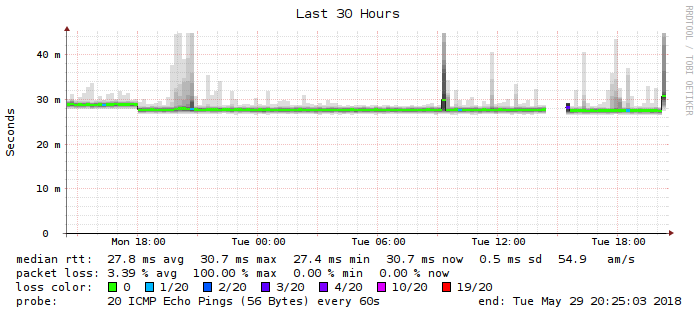 Last 30 Hours
RRDTOOL / TOBI OETIKER
Seconds
40 m
30 m
20 m
10 m
0
Mon 18:00 Tue 00:00 Tue 06:00 Tue 12:00 Tue 18:00
median rtt: 27.8 ms avg 30.7 ms max 27.4 ms min 30.7 ms now 0.5 ms sd 54.9 am/s
packet loss: 3.39 % avg 100.00 % max 0.00 % min 0.00 % now
loss color: 0 1/20 2/20 3/20 4/20 10/20 19/20
probe: 20 ICMP Echo Pings (56 Bytes) every 60s end: Tue May 29 20:25:03 2018